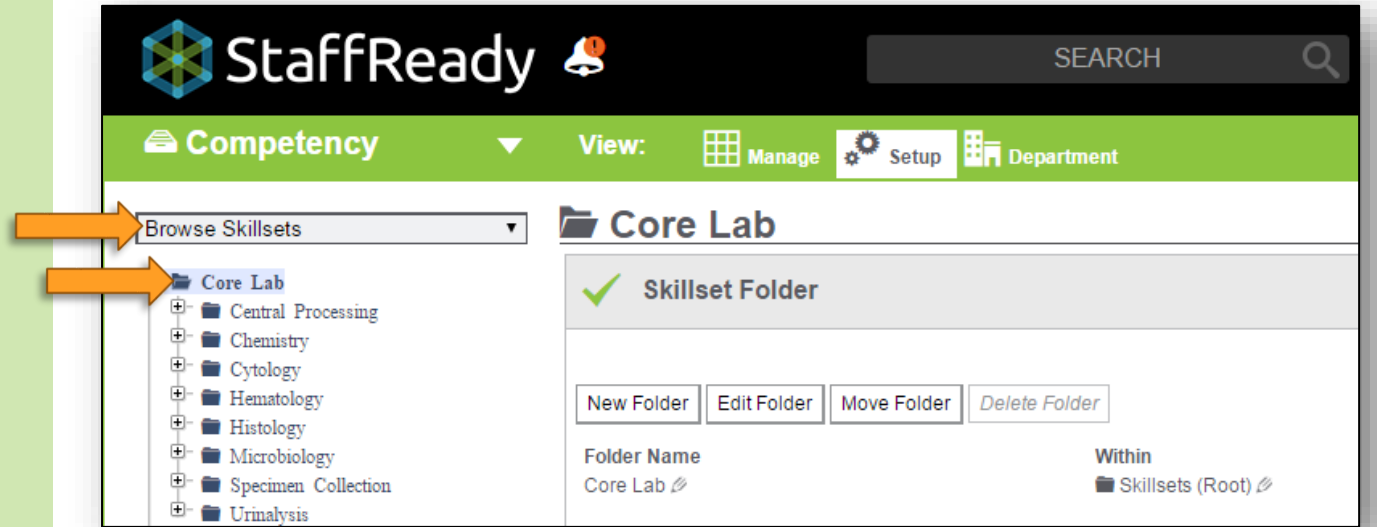 StaffReady
SEARCH
Competency View: Manage Setup Department
Browse Skillsets
Core Lab
Central Processing
Chemistry
Cytology
Hematology
Histology
Microbiology
Specimen Collection
Urinalysis
Core Lab
Skillset Folder
New Folder Edit Folder Move Folder Delete Folder
Folder Name Within
Core Lab Skillsets (Root)